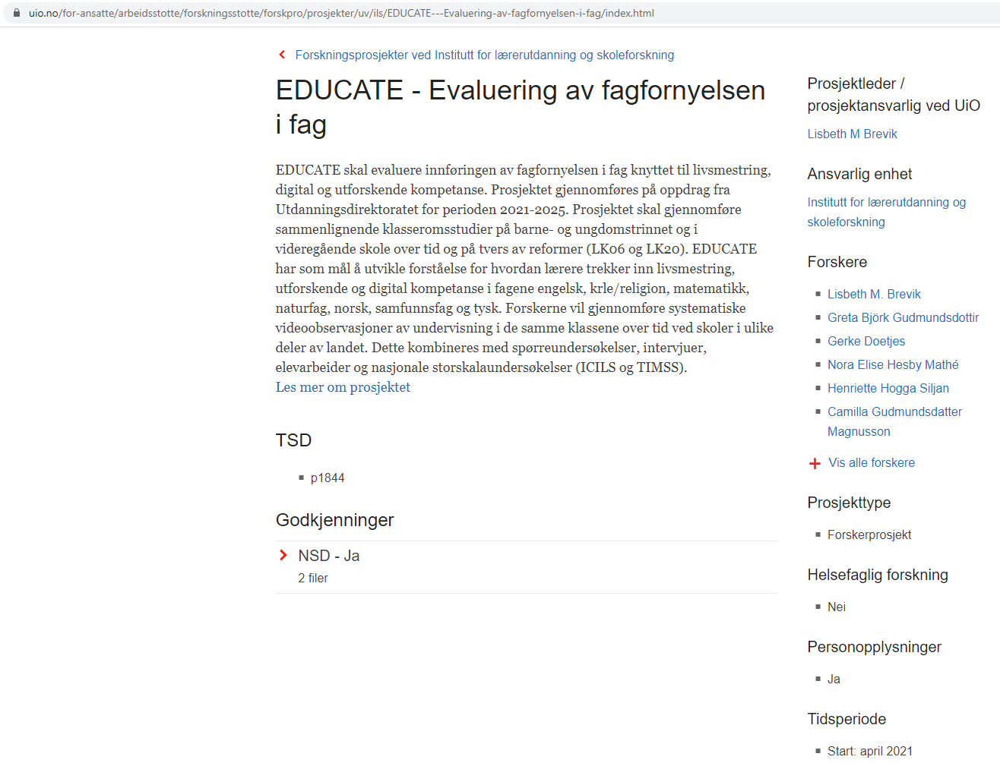 uio.no/for-ansatte/arbeidsstotte/forskningsstotte/forskpro/prosjekter/uv/ils/EDUCATE---Evaluering-av-fagfornyelsen-i-fag/index.html
Forskningsprosjekter ved Institutt for lærerutdanning og skoleforskning
EDUCATE - Evaluering av fagfornyelsen
i fag
EDUCATE skal evaluere innføringen av fagfornyelsen i fag knyttet til livsmestring,
digital og utforskende kompetanse. Prosjektet gjennomføres på oppdrag fra
Utdanningsdirektoratet for perioden 2021-2025. Prosjektet skal gjennomføre
sammenlignende klasseromsstudier på barne- og ungdomstrinnet og i
videregående skole over tid og på tvers av reformer (LK06 og LK20). EDUCATE
har som mål å utvikle forståelse for hvordan lærere trekker inn livsmestring,
utforskende og digital kompetanse i fagene engelsk, krle/religion, matematikk,
naturfag, norsk, samfunnsfag og tysk. Forskerne vil gjennomføre systematiske
videoobservasjoner av undervisning i de samme klassene over tid ved skoler i ulike
deler av landet. Dette kombineres med spørreundersøkelser, intervjuer,
elevarbeider og nasjonale storskalaundersøkelser (ICILS og TIMSS).
Les mer om prosjektet
TSD
p1844
Godkjenninger
NSD - Ja
2 filer
Prosjektleder /
prosjektansvarlig ved UiO
Lisbeth M Brevik
Ansvarlig enhet
Institutt for lærerutdanning og
skoleforskning
Forskere
Lisbeth M. Brevik
Greta Björk Gudmundsdottir
Gerke Doetjes
Nora Elise Hesby Mathé
Henriette Hogga Siljan
Camilla Gudmundsdatter
Magnusson
Vis alle forskere
Prosjekttype
Forskerprosjekt
Helsefaglig forskning
Nei
Personopplysninger
Ja
Tidsperiode
Start: april 2021